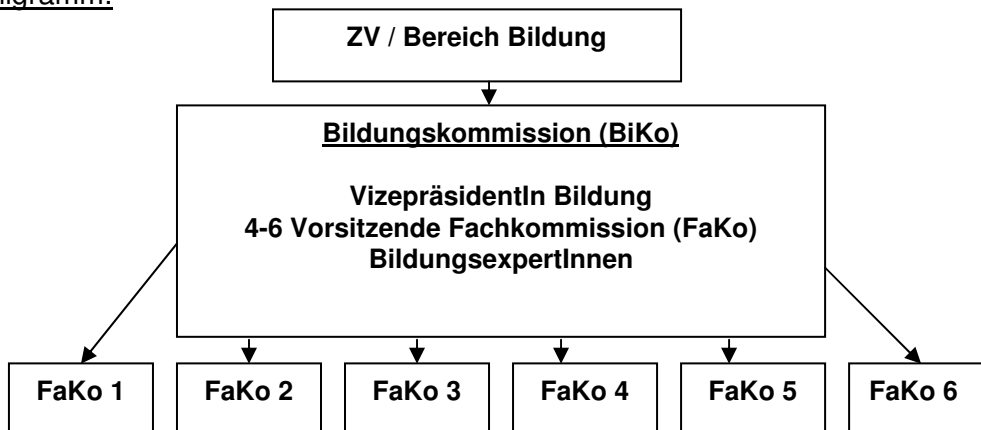 ZV / Bereich Bildung
Bildungskommission (BiKo)
VizepräsidentIn Bildung
4-6 Vorsitzende Fachkommission (FaKo)
BildungsexpertInnen
FaKo 1 FaKo 2 FaKo 3 FaKo 4 FaKo 5 FaKo 6